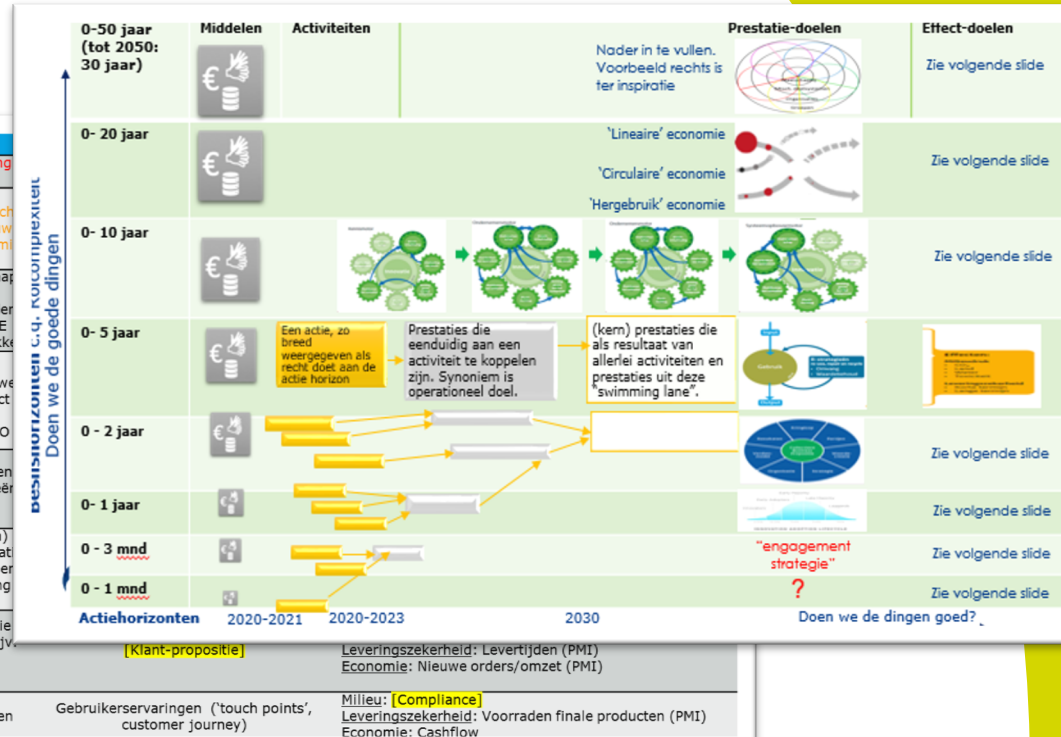 0-50 jaar
(tot 2050:
30 jaar)
Middelen
Activiteiten
Prestatie-doelen
Effect-doelen
Nader in te vullen.
Voorbeeld rechts is
ter inspiratie
Zie volgende slide
0- 20 jaar
'Lineaire' economie
'Circulaire' economie
'Hergebruik' economie
Zie volgende slide
0- 10 jaar
Zie volgende slide
0- 5 jaar
Een actie, zo
breed
weergegeven als
recht doet aan de
actie horizon
Prestaties die
eenduidig aan een
activiteit te koppelen
zijn. Synoniem is
operationeel doel.
(kern) prestaties die
als resultaat van
allerlei activiteiten en
prestaties uit deze
"swimming lane".
Gebruik
0 - 2 jaar
Zie volgende slide
0- 1 jaar
Zie volgende slide
0 - 3 mnd
"engagement
strategie"
Zie volgende slide
0 - 1 mnd
?
Zie volgende slide
Beslishorizonten c.q. Ketencomplexiteit
Doen we de goede dingen
Actiehorizonten
2020-2021
2020-2023
2030
Doen we de dingen goed?
[Klant-propositie]
Leveringszekerheid: Levertijden (PMI)
Economie: Nieuwe orders/omzet (PMI)
Gebruikerservaringen ('touch points',
customer journey)
Milieu: [Compliance]
Leveringszekerheid: Voorraden finale producten (PMI)
Economie: Cashflow